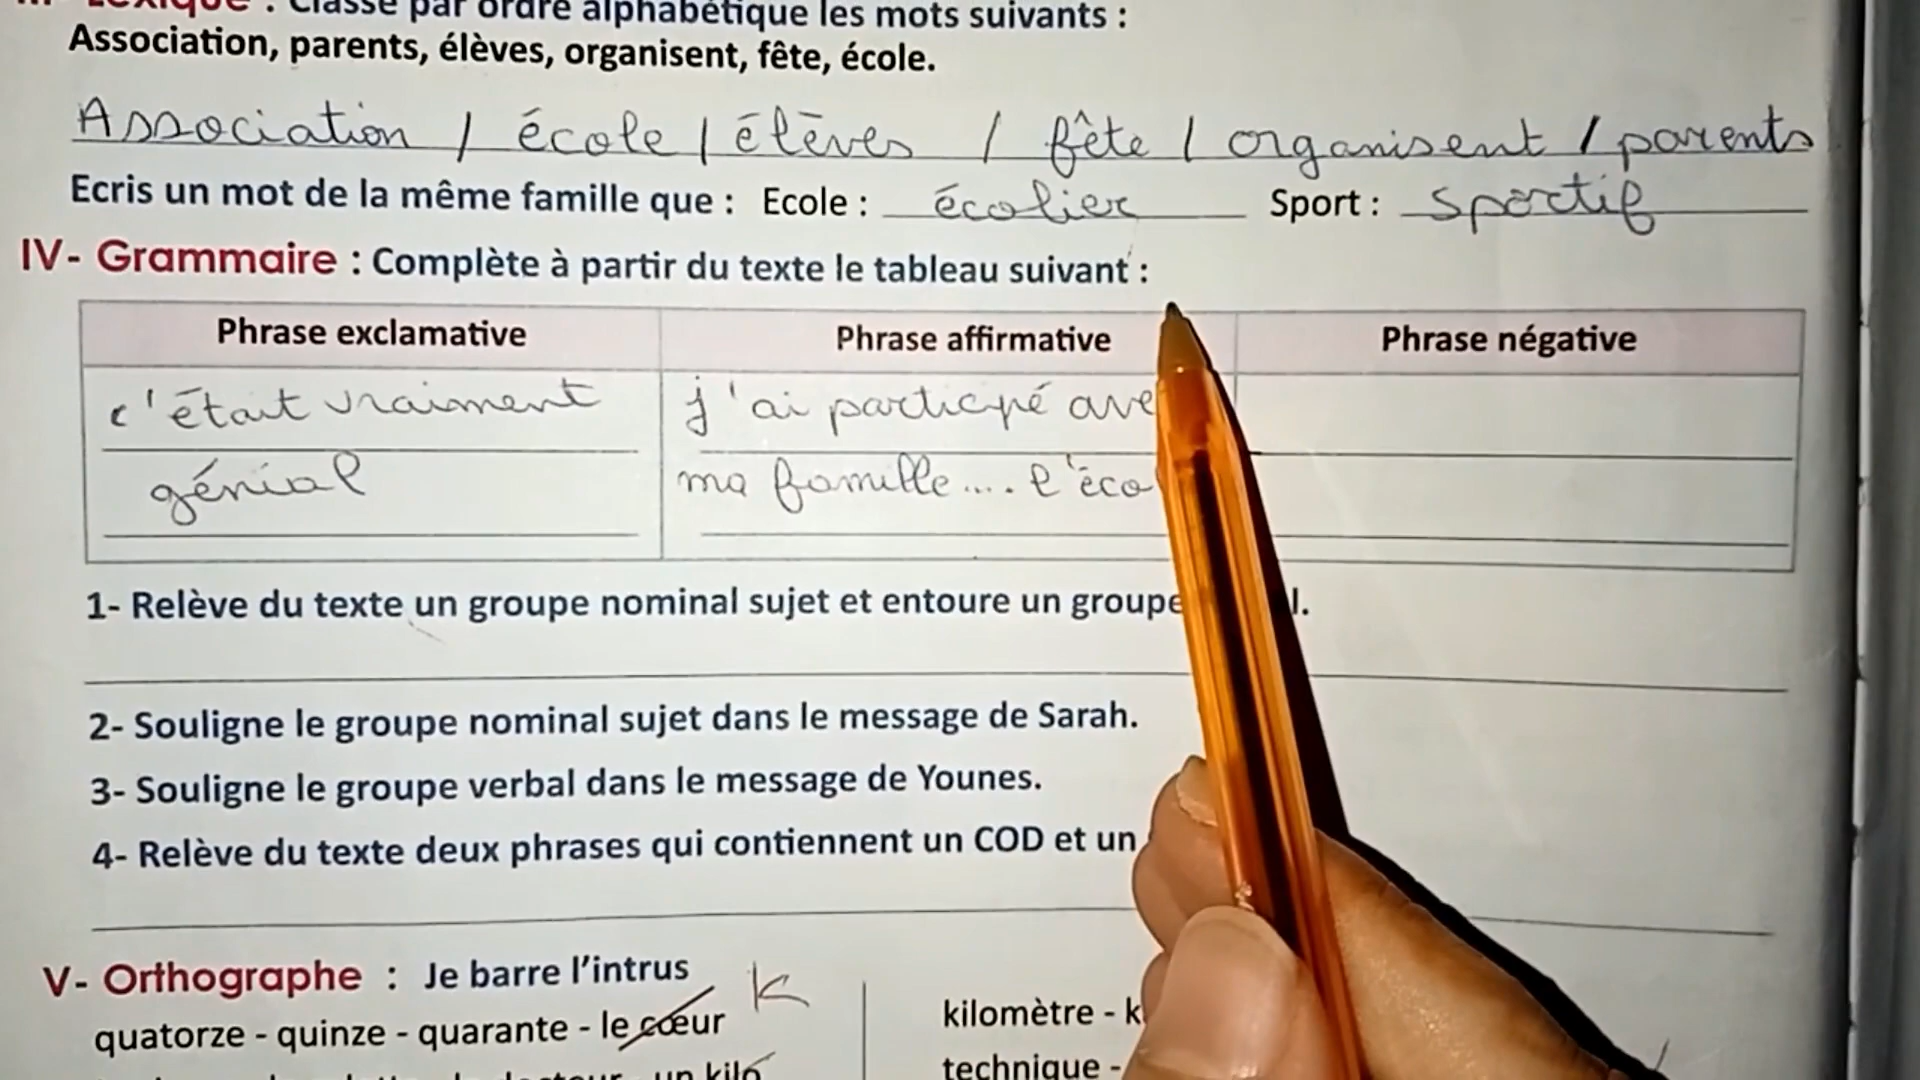 Lexique : Classe par ordre alphabétique les mots suivants :
Association, parents, élèves, organisent, fête, école.
Association / école / élèves / fête / organisent / parents
Ecris un mot de la même famille que : Ecole : écolier Sport : sportif
IV- Grammaire : Complète à partir du texte le tableau suivant :
Phrase exclamative Phrase affirmative Phrase négative
c'était vraiment j'ai participé ave
génial ma famille .... l'éco
1- Relève du texte un groupe nominal sujet et entoure un groupe l.
2- Souligne le groupe nominal sujet dans le message de Sarah.
3- Souligne le groupe verbal dans le message de Younes.
4- Relève du texte deux phrases qui contiennent un COD et un
V- Orthographe : Je barre l'intrus K
quatorze - quinze - quarante - le cœur kilomètre - k
un kilo technique -